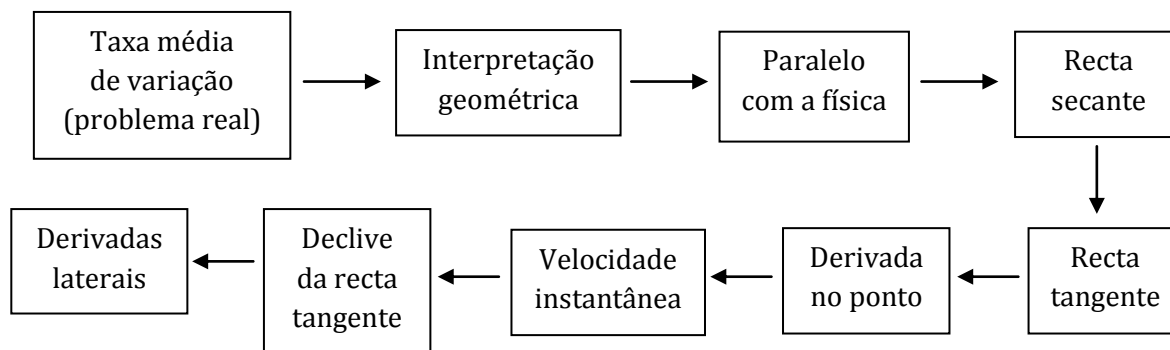 Taxa média
de variação
(problema real)
Interpretação
geométrica
Paralelo
com a física
Recta
secante
Recta
tangente
Derivada
no ponto
Velocidade
instantânea
Declive
da recta
tangente
Derivadas
laterais